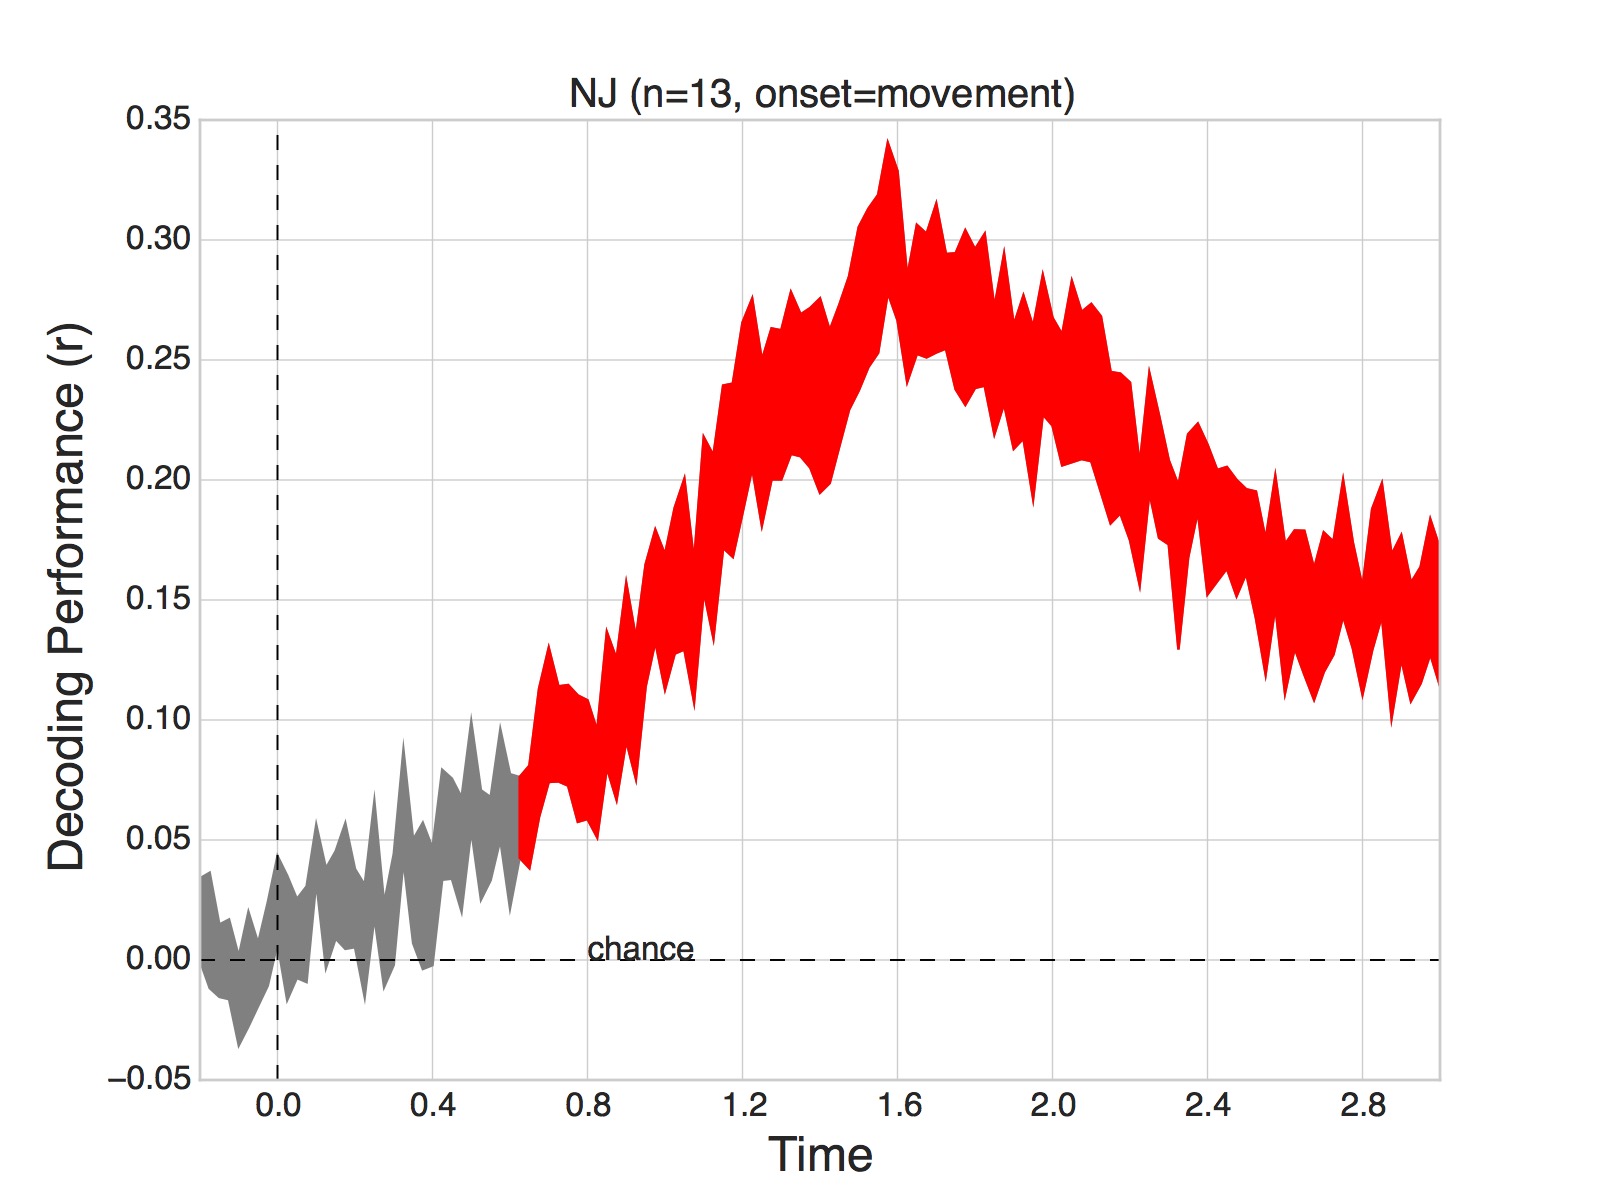 NJ (n=13, onset=movement)
0.35
0.30
0.25
0.20
0.15
0.10
0.05
0.00
−0.05
Decoding Performance (r)
chance
0.0 0.4 0.8 1.2 1.6 2.0 2.4 2.8
Time